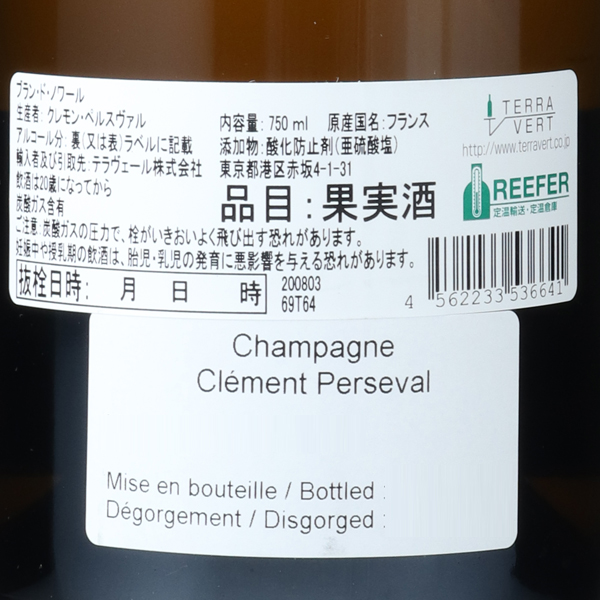 ブラン・ド・ノワール
生産者: クレモン・ペルスヴァル
アルコール分: 裏(又は表)ラベルに記載
輸入者及び引取先: テラヴェール株式会社
飲酒は20歳になってから
炭酸ガス含有
内容量: 750 ml 原産国名: フランス
添加物: 酸化防止剤(亜硫酸塩)
東京都港区赤坂4-1-31
品目: 果実酒
TERRA
VERT
http://www.terravert.co.jp
REEFER
定温輸送・定温倉庫
ご注意: 炭酸ガスの圧力で、栓がいきおいよく飛び出す恐れがあります。
妊娠中や授乳期の飲酒は、胎児・乳児の発育に悪影響を与える恐れがあります。
抜栓日時: 月 日 時
200803
69T64
4 562233 536641
Champagne
Clément Perseval
Mise en bouteille / Bottled :
Dégorgement / Disgorged :